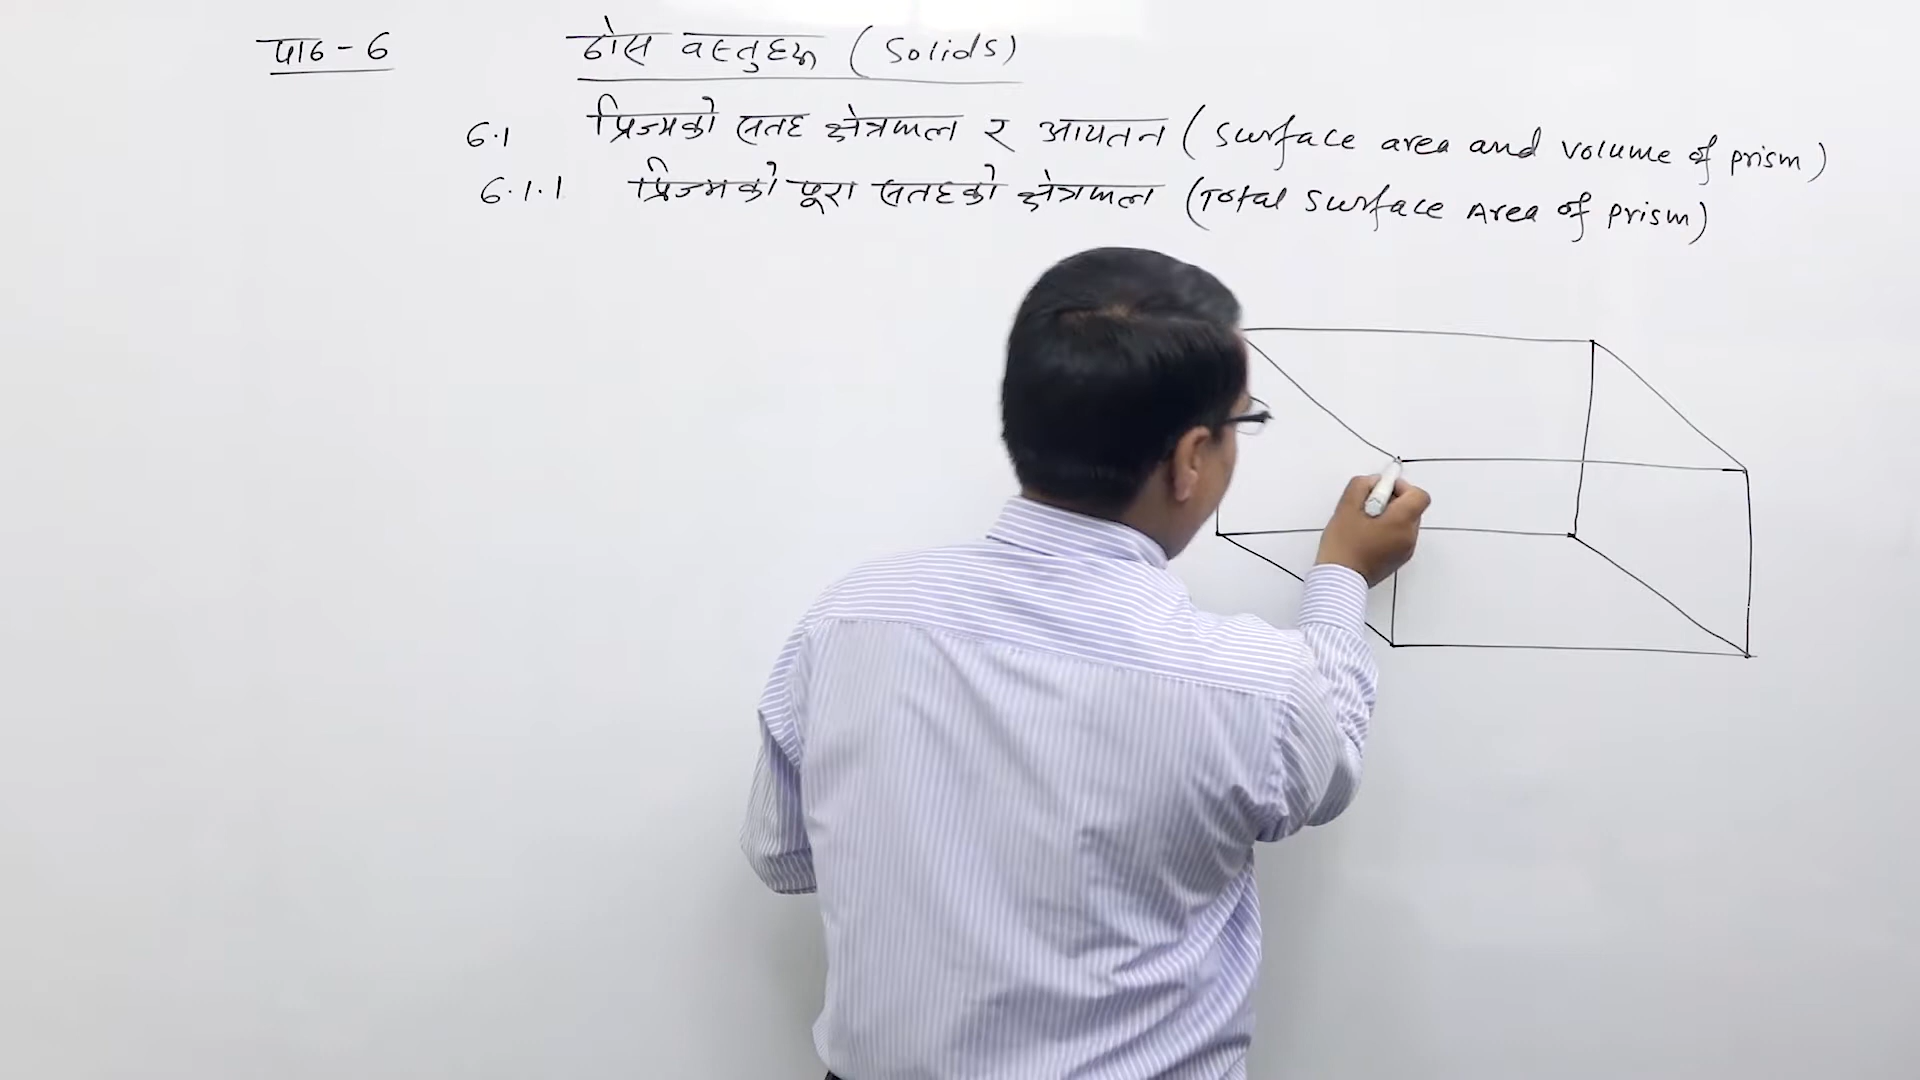 पाठ - 6 ठोस वस्तुहरू (Solids)
6.1 प्रिज्मको सतह क्षेत्रफल र आयतन (Surface area and volume of prism)
6.1.1 प्रिज्मको पूरा सतहको क्षेत्रफल (Total Surface Area of prism)